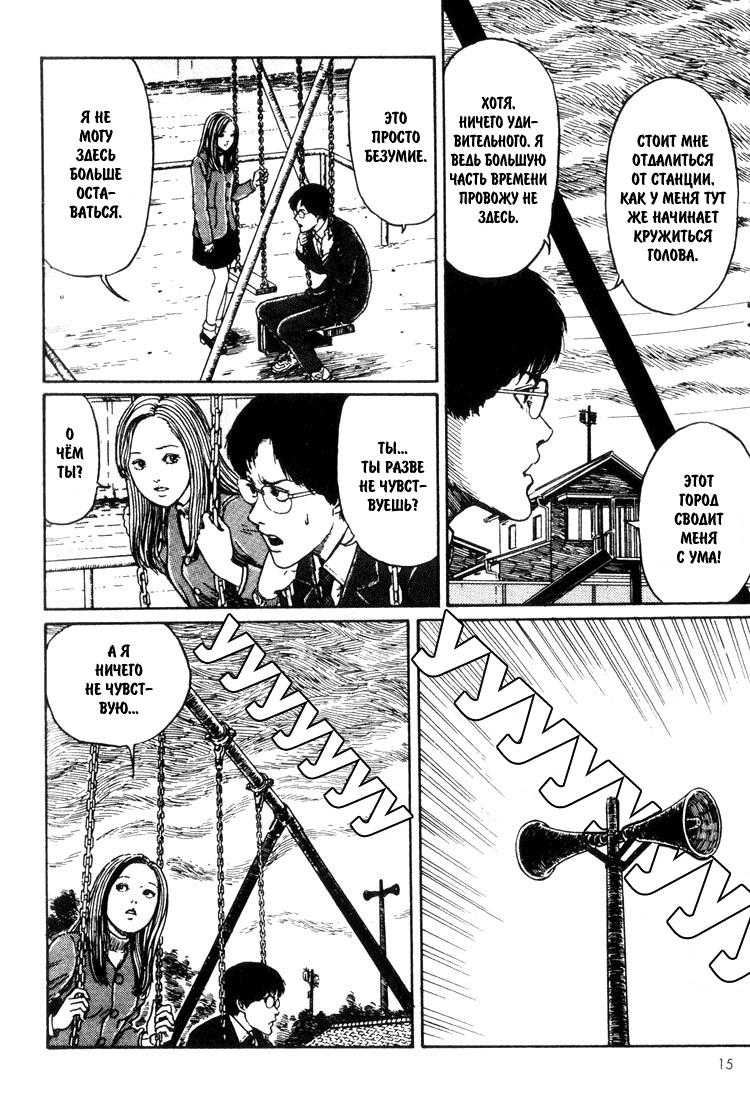 СТОИТ МНЕ
ОТДАЛИТЬСЯ
ОТ СТАНЦИИ,
КАК У МЕНЯ ТУТ
ЖЕ НАЧИНАЕТ
КРУЖИТЬСЯ
ГОЛОВА.
ХОТЯ,
НИЧЕГО УДИ-
ВИТЕЛЬНОГО. Я
ВЕДЬ БОЛЬШУЮ
ЧАСТЬ ВРЕМЕНИ
ПРОВОЖУ НЕ
ЗДЕСЬ.
ЭТОТ
ГОРОД
СВОДИТ
МЕНЯ
С УМА!
ЭТО
ПРОСТО
БЕЗУМИЕ.
Я НЕ
МОГУ
ЗДЕСЬ
БОЛЬШЕ
ОСТА-
ВАТЬСЯ.
ТЫ...
ТЫ РАЗВЕ
НЕ ЧУВСТ-
ВУЕШЬ?
О
ЧЁМ
ТЫ?
УУУУУУУУ
УУУУУУУ
А Я
НИЧЕГО
НЕ ЧУВСТ-
ВУЮ...
15